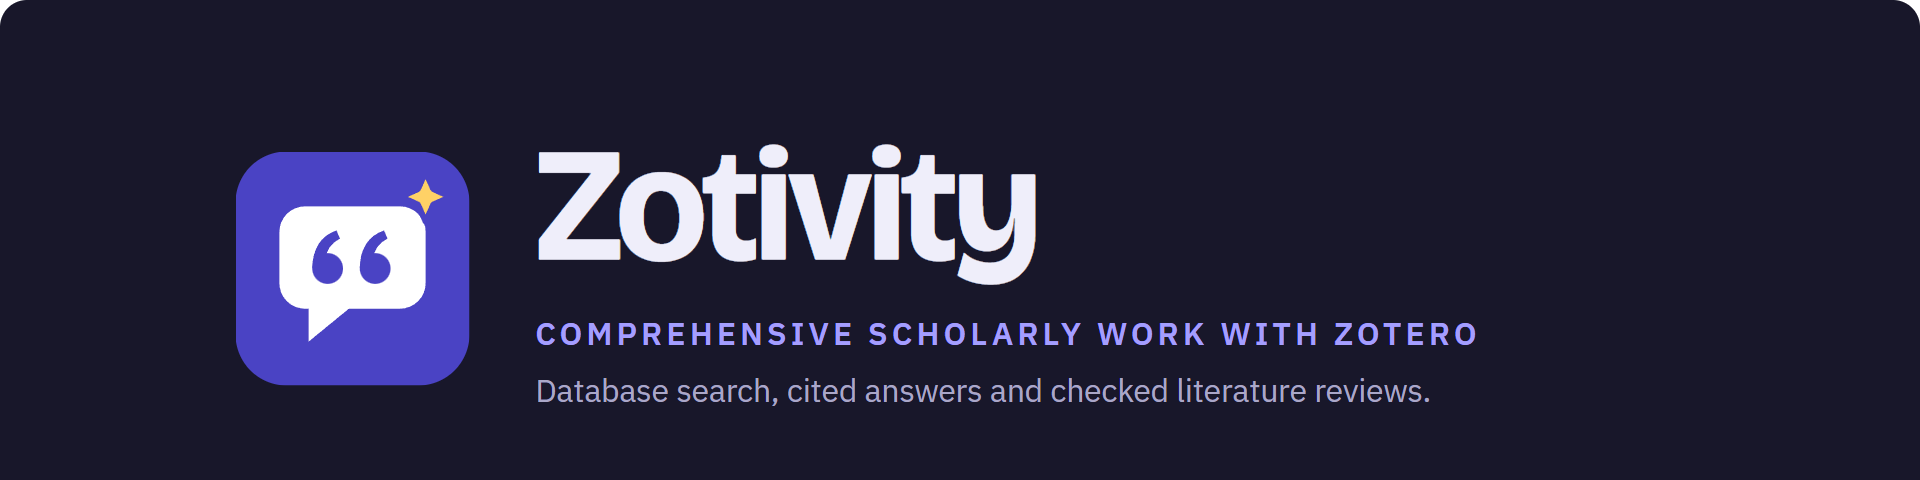 Zotivity
COMPREHENSIVE SCHOLARLY WORK WITH ZOTERO
Database search, cited answers and checked literature reviews.